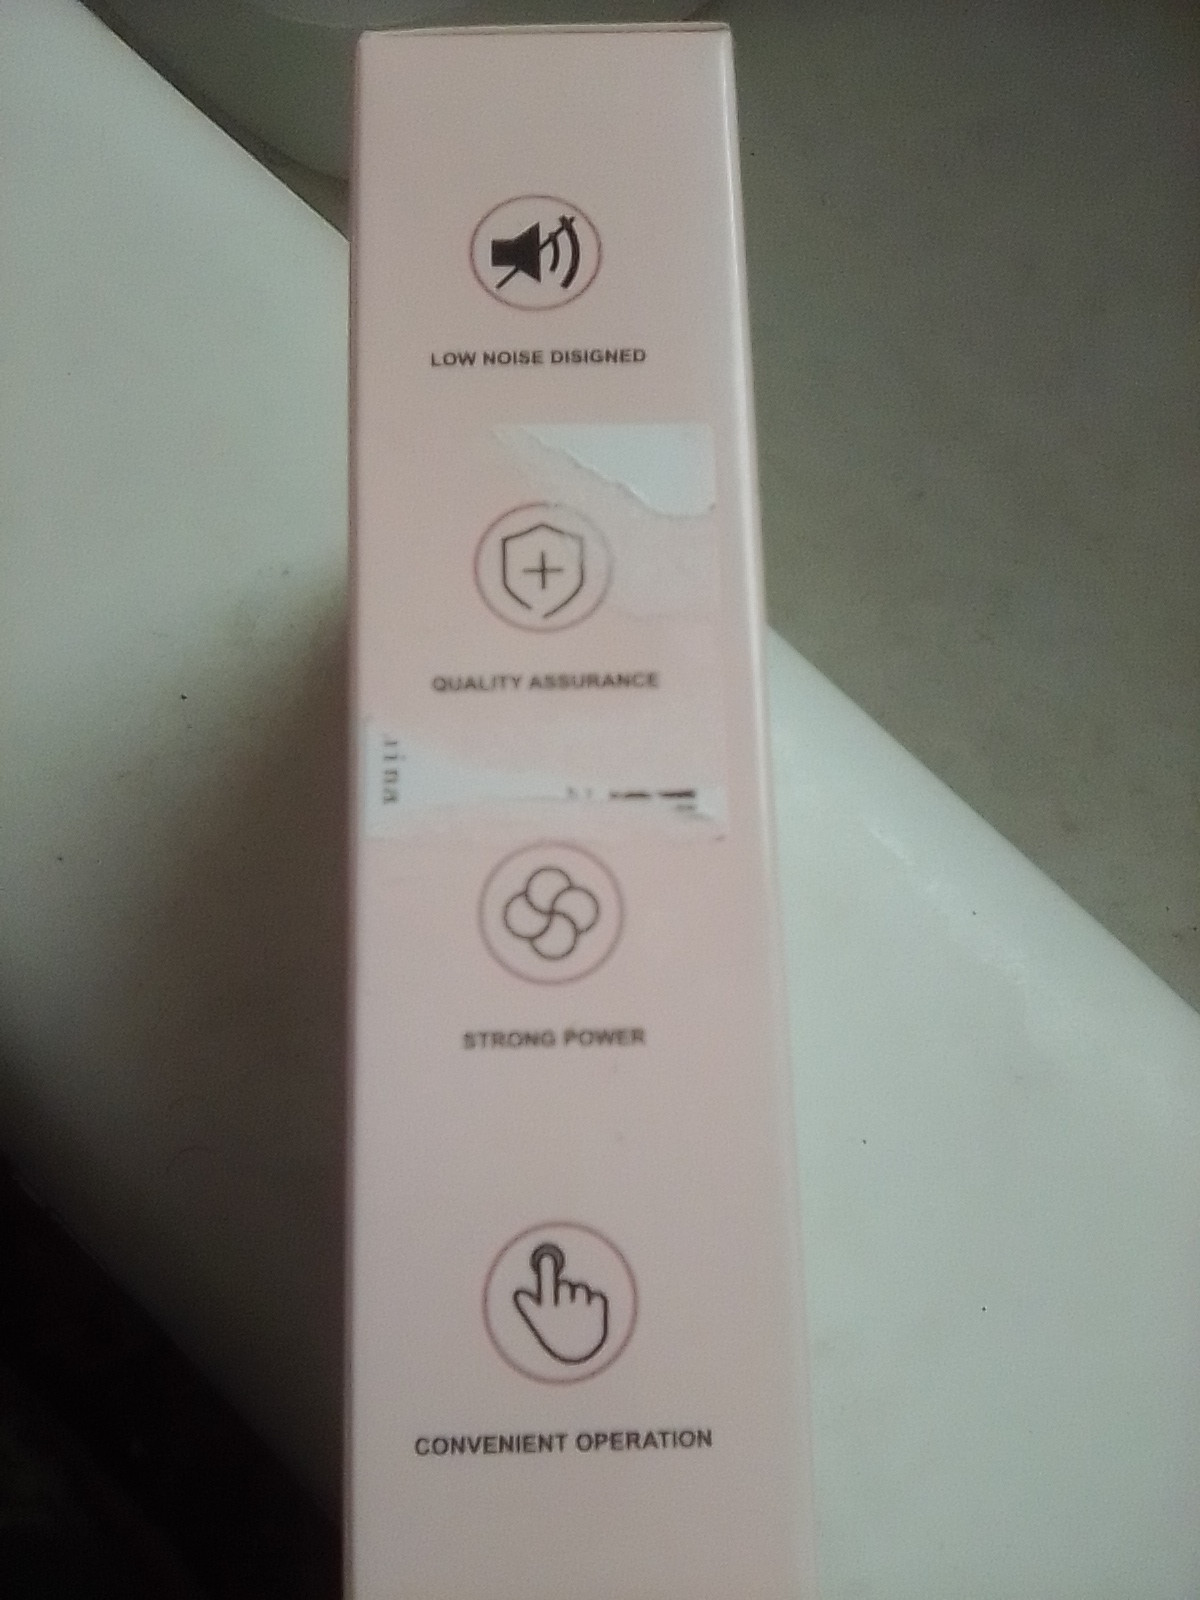 LOW NOISE DISIGNED
QUALITY ASSURANCE
STRONG POWER
CONVENIENT OPERATION